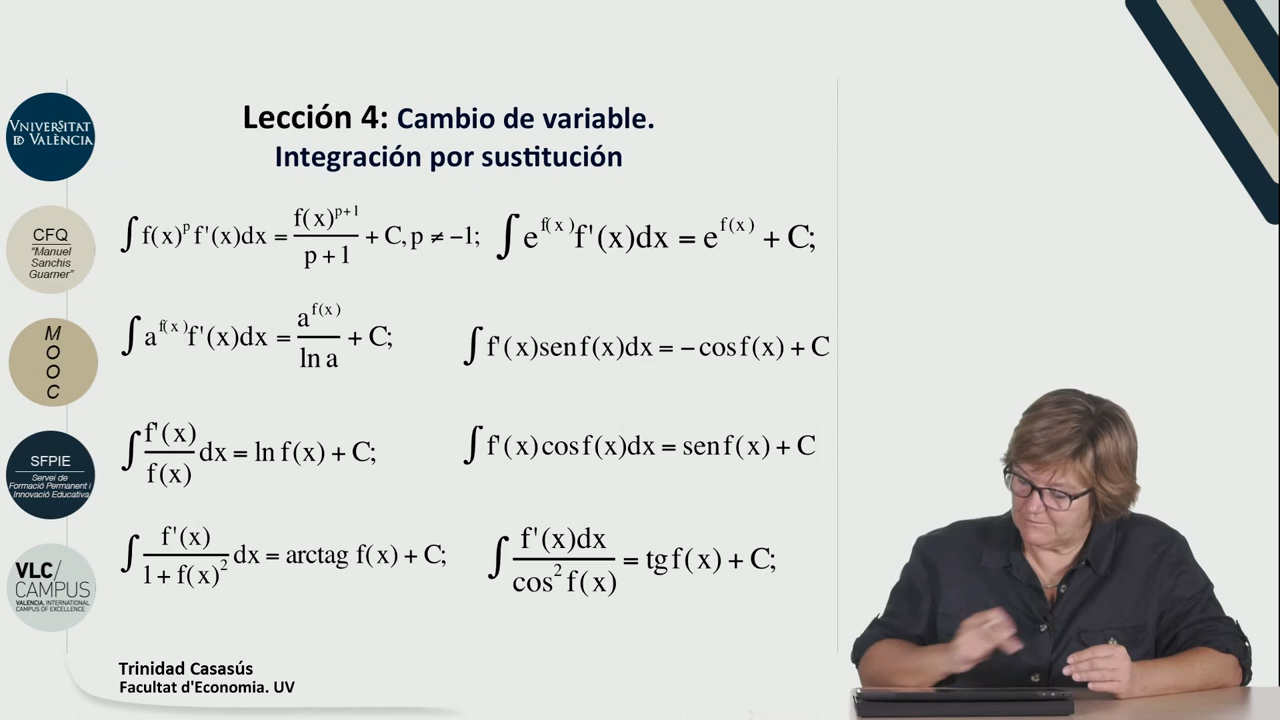 Lección 4: Cambio de variable.
Integración por sustitución
VNIVERSITAT
DE VALÈNCIA
CFQ
"Manuel
Sanchis
Guarner"
M
O
O
C
SFPIE
Servei de
Formació Permanent i
Innovació Educativa
VLC/
CAMPUS
VALENCIA, INTERNATIONAL
CAMPUS OF EXCELLENCE
∫ f(x)^p f'(x)dx = f(x)^{p+1}/(p+1) + C, p ≠ −1; ∫ e^{f(x)} f'(x)dx = e^{f(x)} + C;
∫ a^{f(x)} f'(x)dx = a^{f(x)}/ln a + C; ∫ f'(x)sen f(x)dx = −cos f(x) + C
∫ f'(x)/f(x) dx = ln f(x) + C; ∫ f'(x)cos f(x)dx = sen f(x) + C
∫ f'(x)/(1+f(x)^2) dx = arctag f(x) + C; ∫ f'(x)dx/cos^2 f(x) = tg f(x) + C;
Trinidad Casasús
Facultat d'Economia. UV